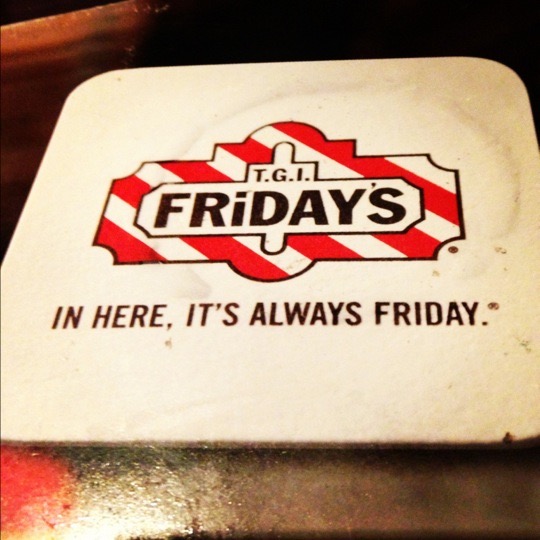 T.G.I.
FRiDAY'S
IN HERE, IT'S ALWAYS FRIDAY.®